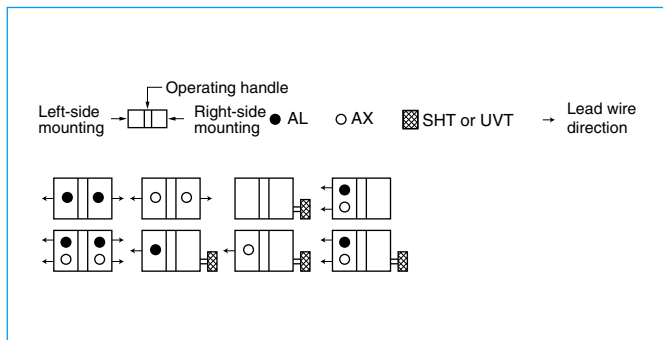 Operating handle
Left-side mounting
Right-side mounting
AL
AX
SHT or UVT
Lead wire direction